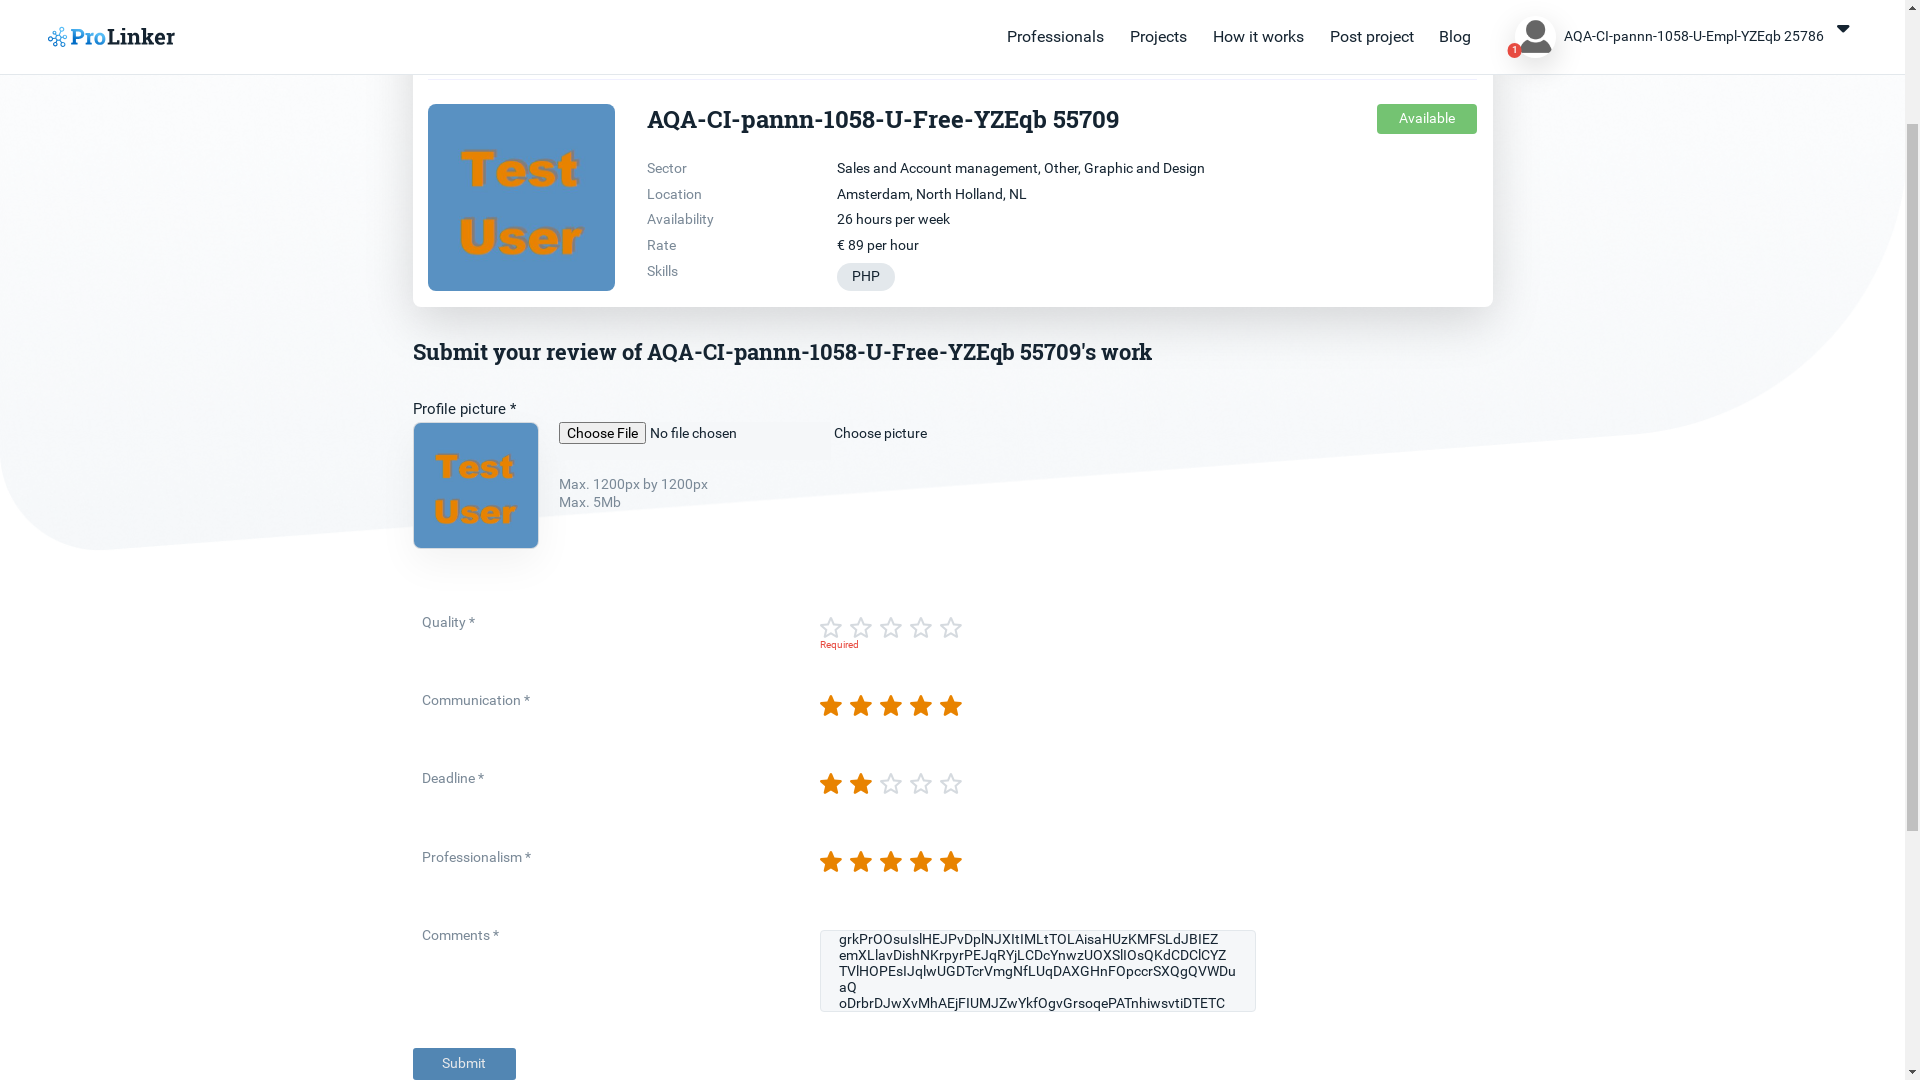 ProLinker
Professionals
Projects
How it works
Post project
Blog
1
AQA-CI-pannn-1058-U-Empl-YZEqb 25786
Test
User
AQA-CI-pannn-1058-U-Free-YZEqb 55709
Available
Sector
Sales and Account management, Other, Graphic and Design
Location
Amsterdam, North Holland, NL
Availability
26 hours per week
Rate
€ 89 per hour
Skills
PHP
Submit your review of AQA-CI-pannn-1058-U-Free-YZEqb 55709's work
Profile picture *
Test
User
Choose File No file chosen
Choose picture
Max. 1200px by 1200px
Max. 5Mb
Quality *
Required
Communication *
Deadline *
Professionalism *
Comments *
grkPrOOsuIslHEJPvDplNJXItIMLtTOLAisaHUzKMFSLdJBIEZ
emXLlavDishNKrpyrPEJqRYjLCDcYnwzUOXSlIOsQKdCDClCYZ
TVlHOPEsIJqlwUGDTcrVmgNfLUqDAXGHnFOpccrSXQgQVWDu
aQ
oDrbrDJwXvMhAEjFIUMJZwYkfOgvGrsoqePATnhiwsvtiDTETC
Submit